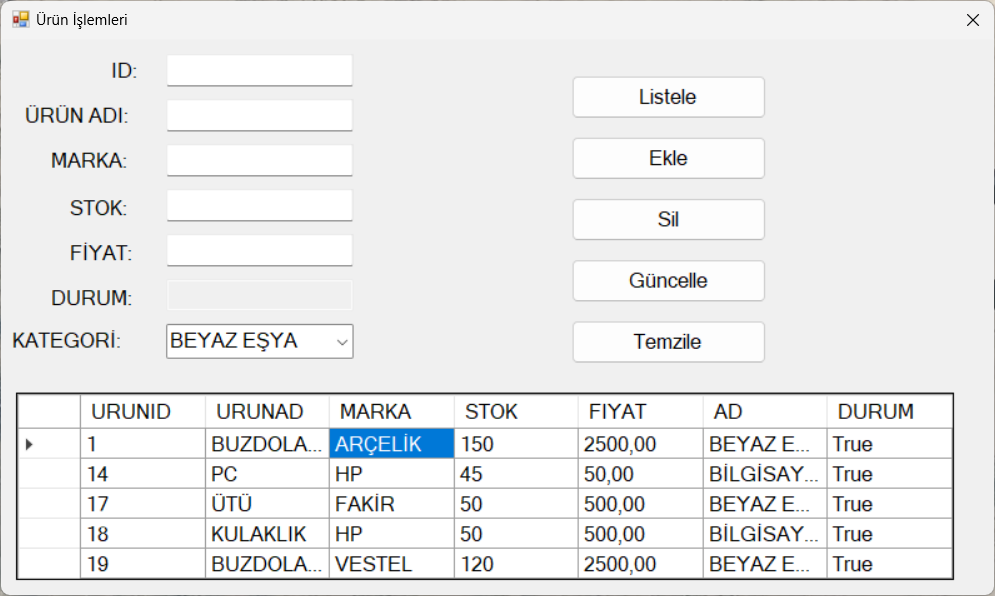 Ürün İşlemleri
ID:
ÜRÜN ADI:
MARKA:
STOK:
FİYAT:
DURUM:
KATEGORİ: BEYAZ EŞYA
Listele
Ekle
Sil
Güncelle
Temzile
URUNID URUNAD MARKA STOK FIYAT AD DURUM
1 BUZDOLA... ARÇELİK 150 2500,00 BEYAZ E... True
14 PC HP 45 50,00 BİLGİSAY... True
17 ÜTÜ FAKİR 50 500,00 BEYAZ E... True
18 KULAKLIK HP 50 500,00 BİLGİSAY... True
19 BUZDOLA... VESTEL 120 2500,00 BEYAZ E... True